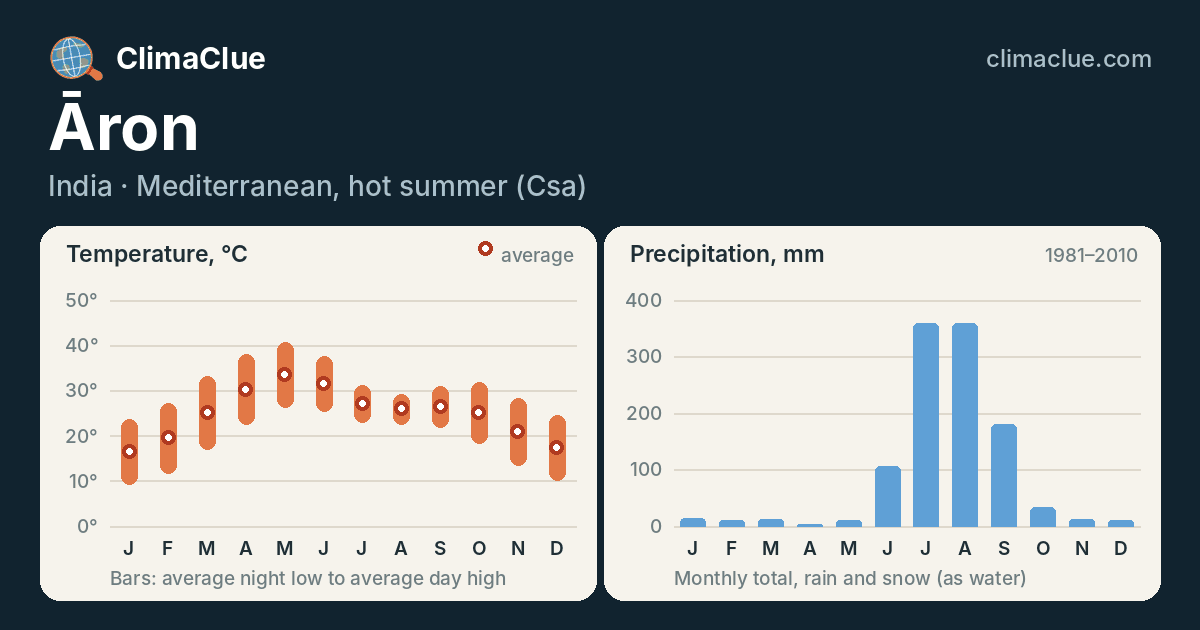 ClimaClue
climaclue.com
Āron
India · Mediterranean, hot summer (Csa)
Temperature, °C
average
50°
40°
30°
20°
10°
0°
J F M A M J J A S O N D
Bars: average night low to average day high
Precipitation, mm
1981–2010
400
300
200
100
0
J F M A M J J A S O N D
Monthly total, rain and snow (as water)